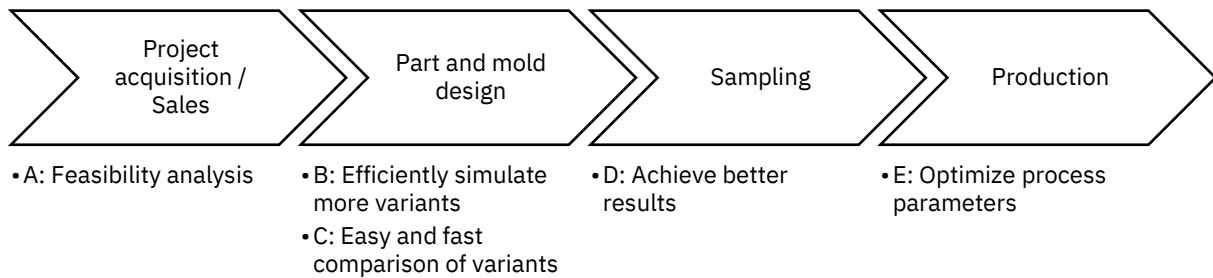 Project
acquisition /
Sales
Part and mold
design
Sampling
Production
• A: Feasibility analysis
• B: Efficiently simulate
more variants
• C: Easy and fast
comparison of variants
• D: Achieve better
results
• E: Optimize process
parameters